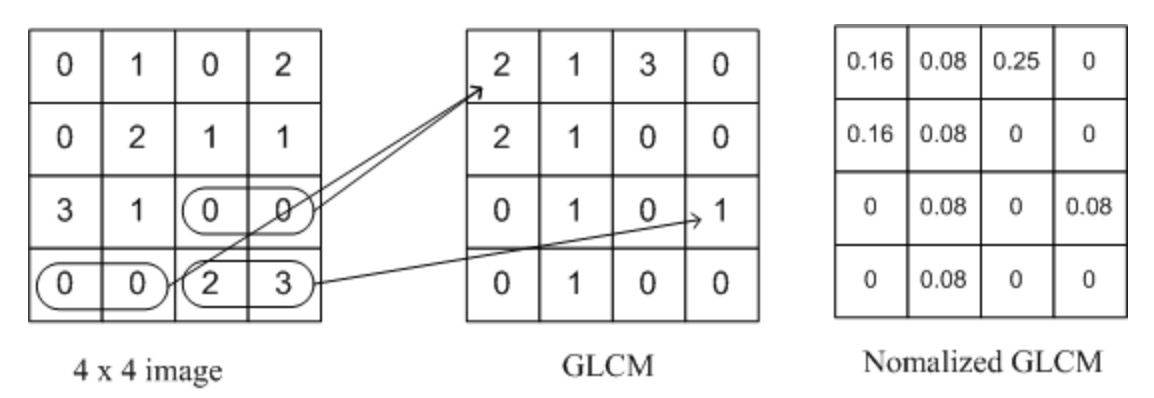 0 1 0 2
0 2 1 1
3 1 0 0
0 0 2 3
4 x 4 image
2 1 3 0
2 1 0 0
0 1 0 1
0 1 0 0
GLCM
0.16 0.08 0.25 0
0.16 0.08 0 0
0 0.08 0 0.08
0 0.08 0 0
Nomalized GLCM